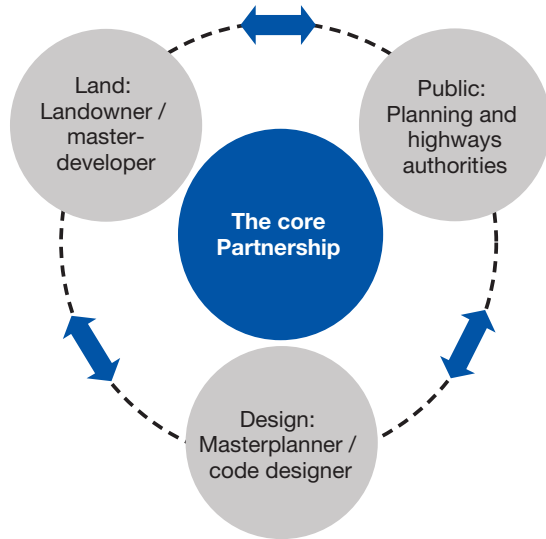 Land:
Landowner /
master-
developer
Public:
Planning and
highways
authorities
The core
Partnership
Design:
Masterplanner /
code designer